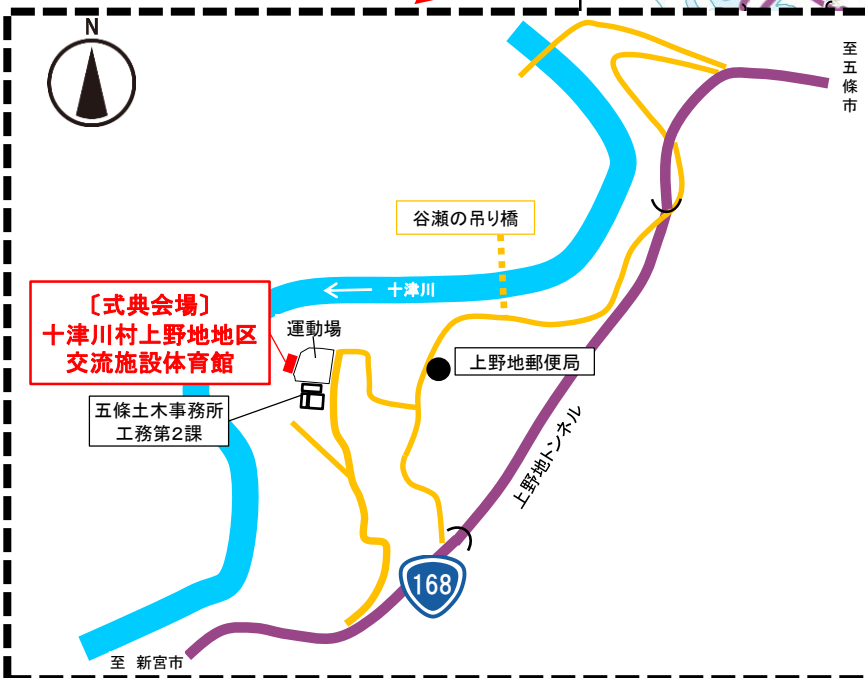 N
至五條市
谷瀬の吊り橋
十津川
〔式典会場〕
十津川村上野地地区
交流施設体育館
運動場
上野地郵便局
五條土木事務所
工務第2課
上野地トンネル
168
至 新宮市